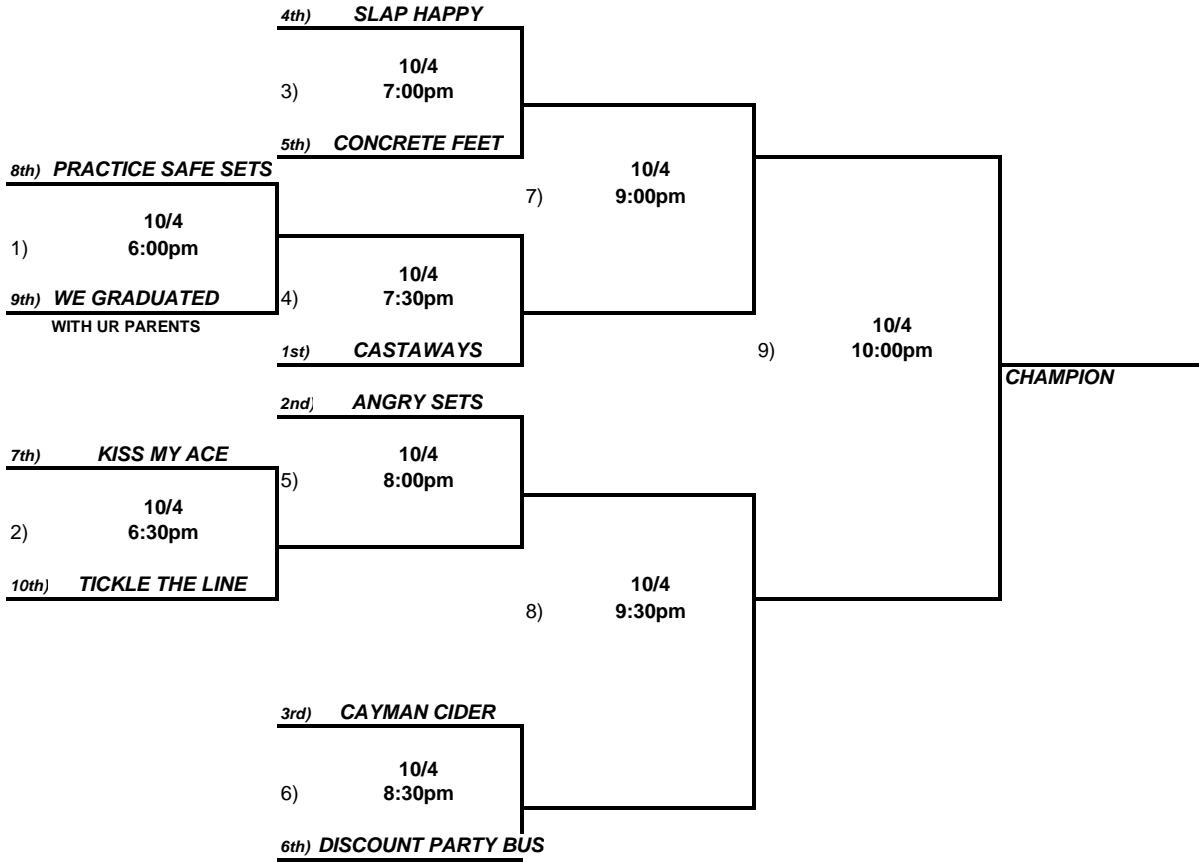 4th) SLAP HAPPY
10/4
3) 7:00pm
5th) CONCRETE FEET
8th) PRACTICE SAFE SETS
10/4
7) 9:00pm
10/4
1) 6:00pm
10/4
4) 7:30pm
9th) WE GRADUATED
WITH UR PARENTS
10/4
9) 10:00pm
1st) CASTAWAYS
CHAMPION
2nd) ANGRY SETS
7th) KISS MY ACE
10/4
5) 8:00pm
10/4
2) 6:30pm
10th) TICKLE THE LINE
10/4
8) 9:30pm
3rd) CAYMAN CIDER
10/4
6) 8:30pm
6th) DISCOUNT PARTY BUS